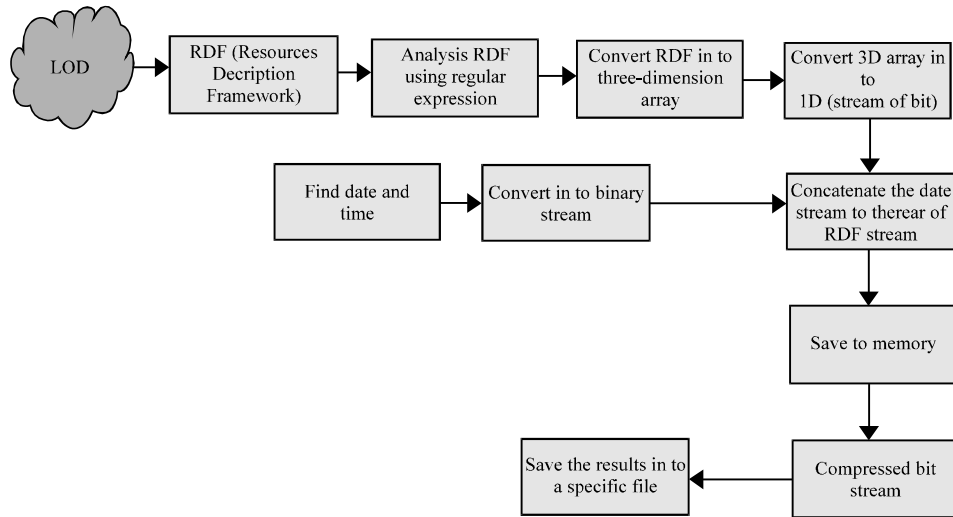 LOD
RDF (Resources
Decription
Framework)
Analysis RDF
using regular
expression
Convert RDF in to
three-dimension
array
Convert 3D array in
to
1D (stream of bit)
Find date and
time
Convert in to binary
stream
Concatenate the date
stream to therear of
RDF stream
Save to memory
Save the results in to
a specific file
Compressed bit
stream